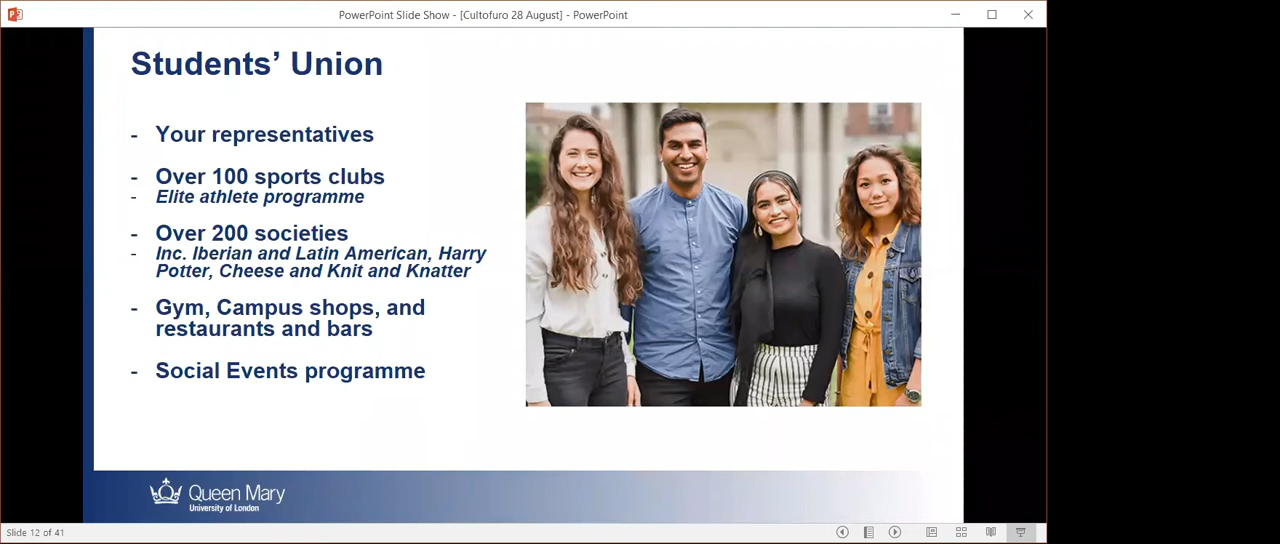 PowerPoint Slide Show - [Cultofuro 28 August] - PowerPoint
Students' Union
- Your representatives
- Over 100 sports clubs
- Elite athlete programme
- Over 200 societies
- Inc. Iberian and Latin American, Harry
Potter, Cheese and Knit and Knatter
- Gym, Campus shops, and
restaurants and bars
- Social Events programme
Queen Mary
University of London
Slide 12 of 41